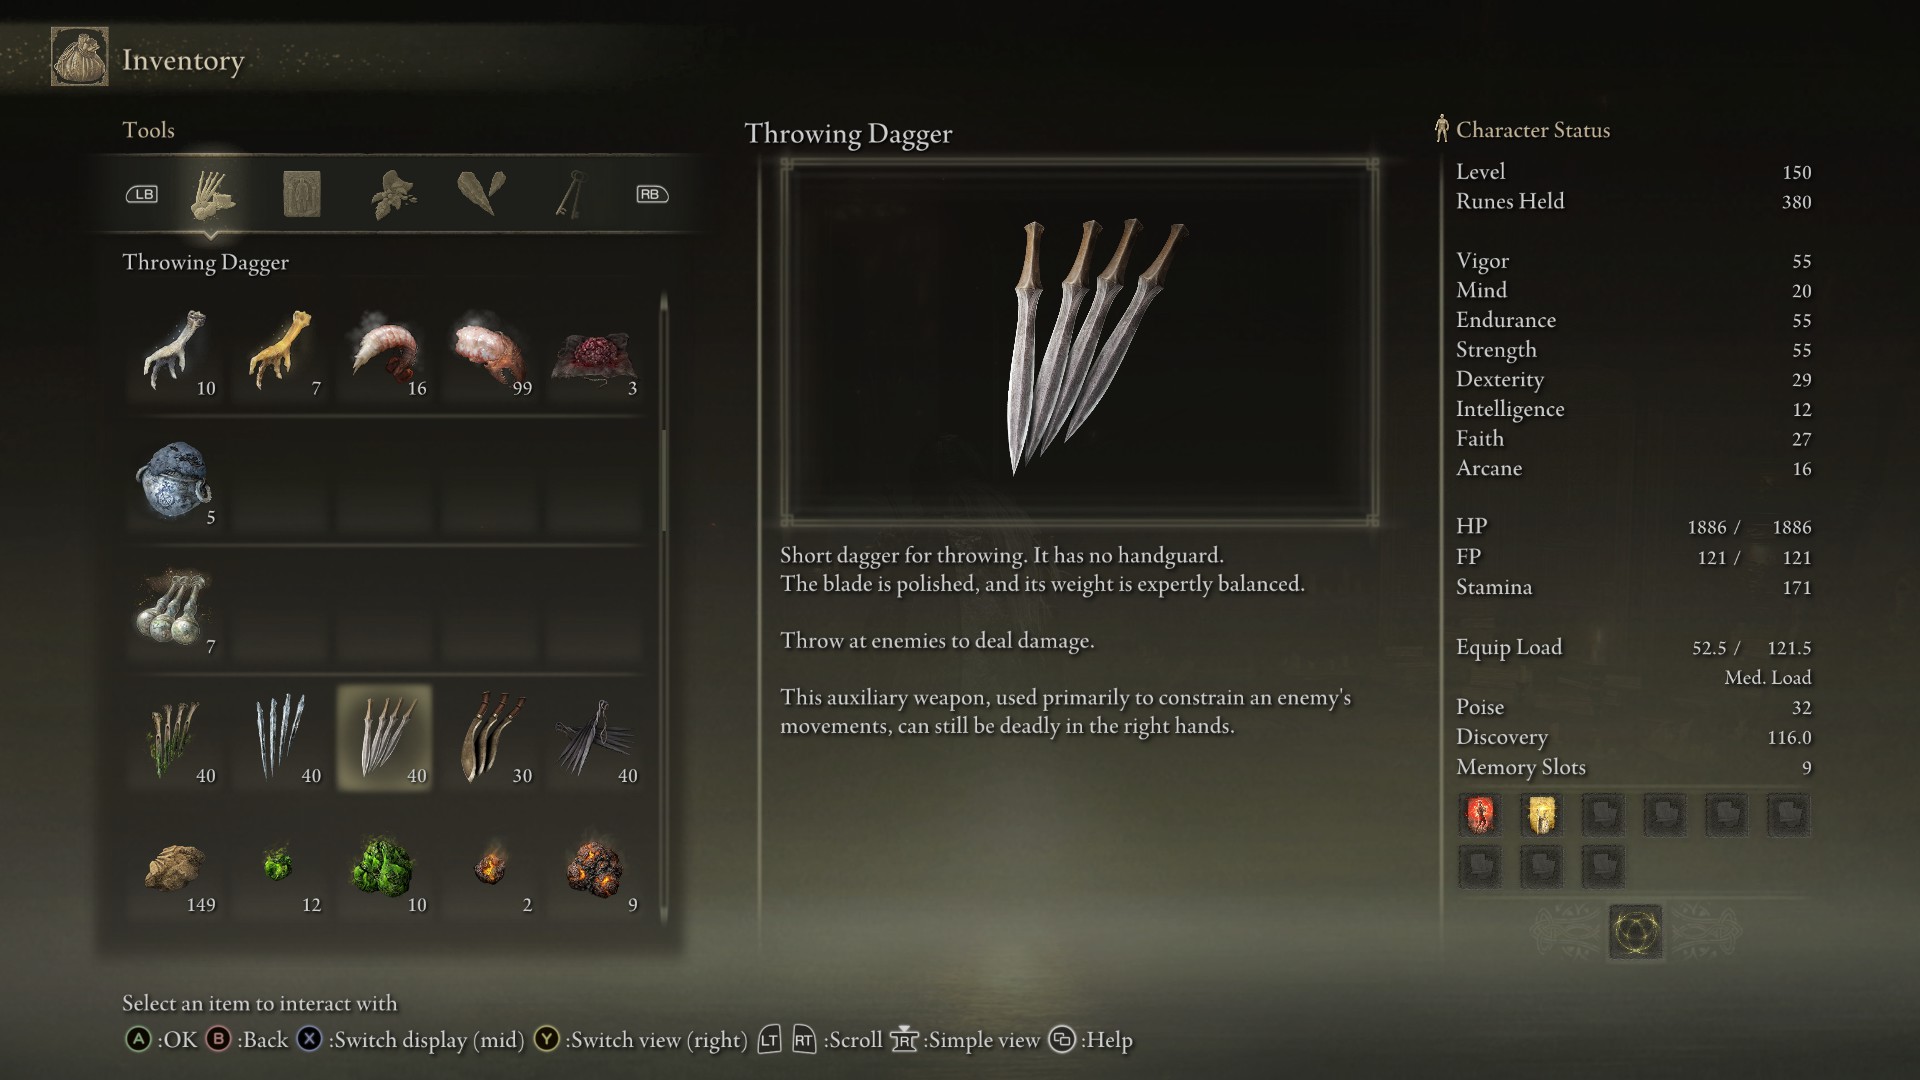 Inventory
Tools
LB
RB
Throwing Dagger
10
7
16
99
3
5
7
40
40
40
30
40
149
12
10
2
9
Throwing Dagger
Short dagger for throwing. It has no handguard.
The blade is polished, and its weight is expertly balanced.
Throw at enemies to deal damage.
This auxiliary weapon, used primarily to constrain an enemy's
movements, can still be deadly in the right hands.
Character Status
Level 150
Runes Held 380
Vigor 55
Mind 20
Endurance 55
Strength 55
Dexterity 29
Intelligence 12
Faith 27
Arcane 16
HP 1886 / 1886
FP 121 / 121
Stamina 171
Equip Load 52.5 / 121.5
Med. Load
Poise 32
Discovery 116.0
Memory Slots 9
Select an item to interact with
A :OK B :Back X :Switch display (mid) Y :Switch view (right) LT RT :Scroll R :Simple view :Help